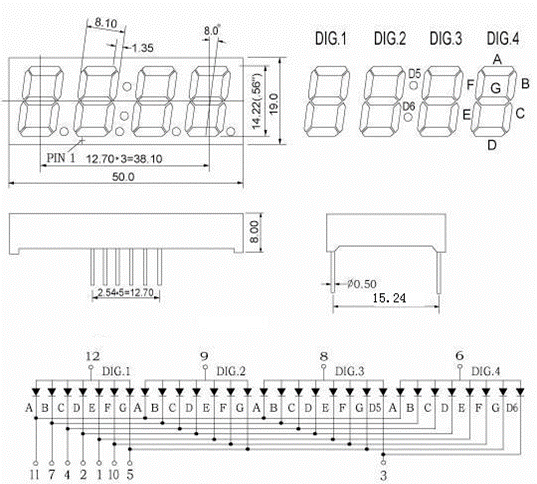 8.10
8.0°
1.35
14.22(.56")
19.0
PIN 1
12.70*3=38.10
50.0
DIG.1 DIG.2 DIG.3 DIG.4
A
D5 F G B
D6 E C
D
8.00
2.54*5=12.70
Ø0.50
15.24
12 9 8 6
DIG.1 DIG.2 DIG.3 DIG.4
A B C D E F G A B C D E F G A B C D E F G D5 A B C D E F G D6
11 7 4 2 1 10 5 3